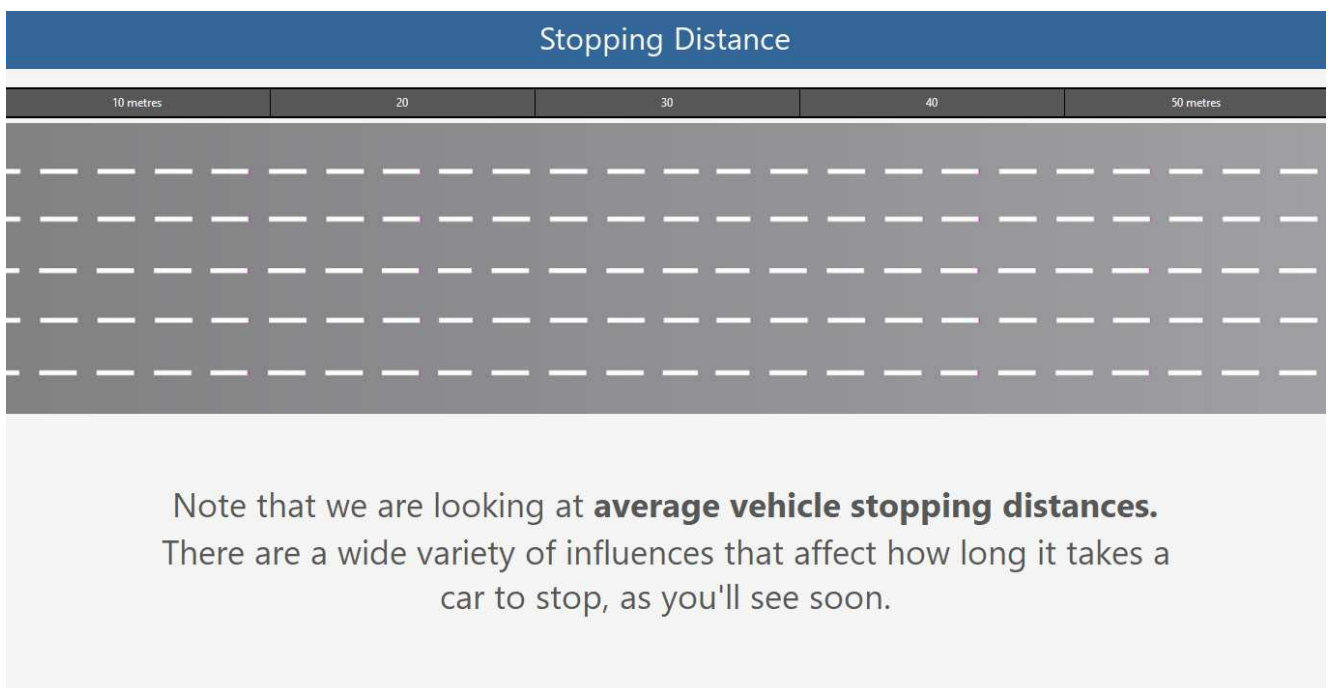 Stopping Distance
10 metres 20 30 40 50 metres
Note that we are looking at average vehicle stopping distances.
There are a wide variety of influences that affect how long it takes a
car to stop, as you'll see soon.